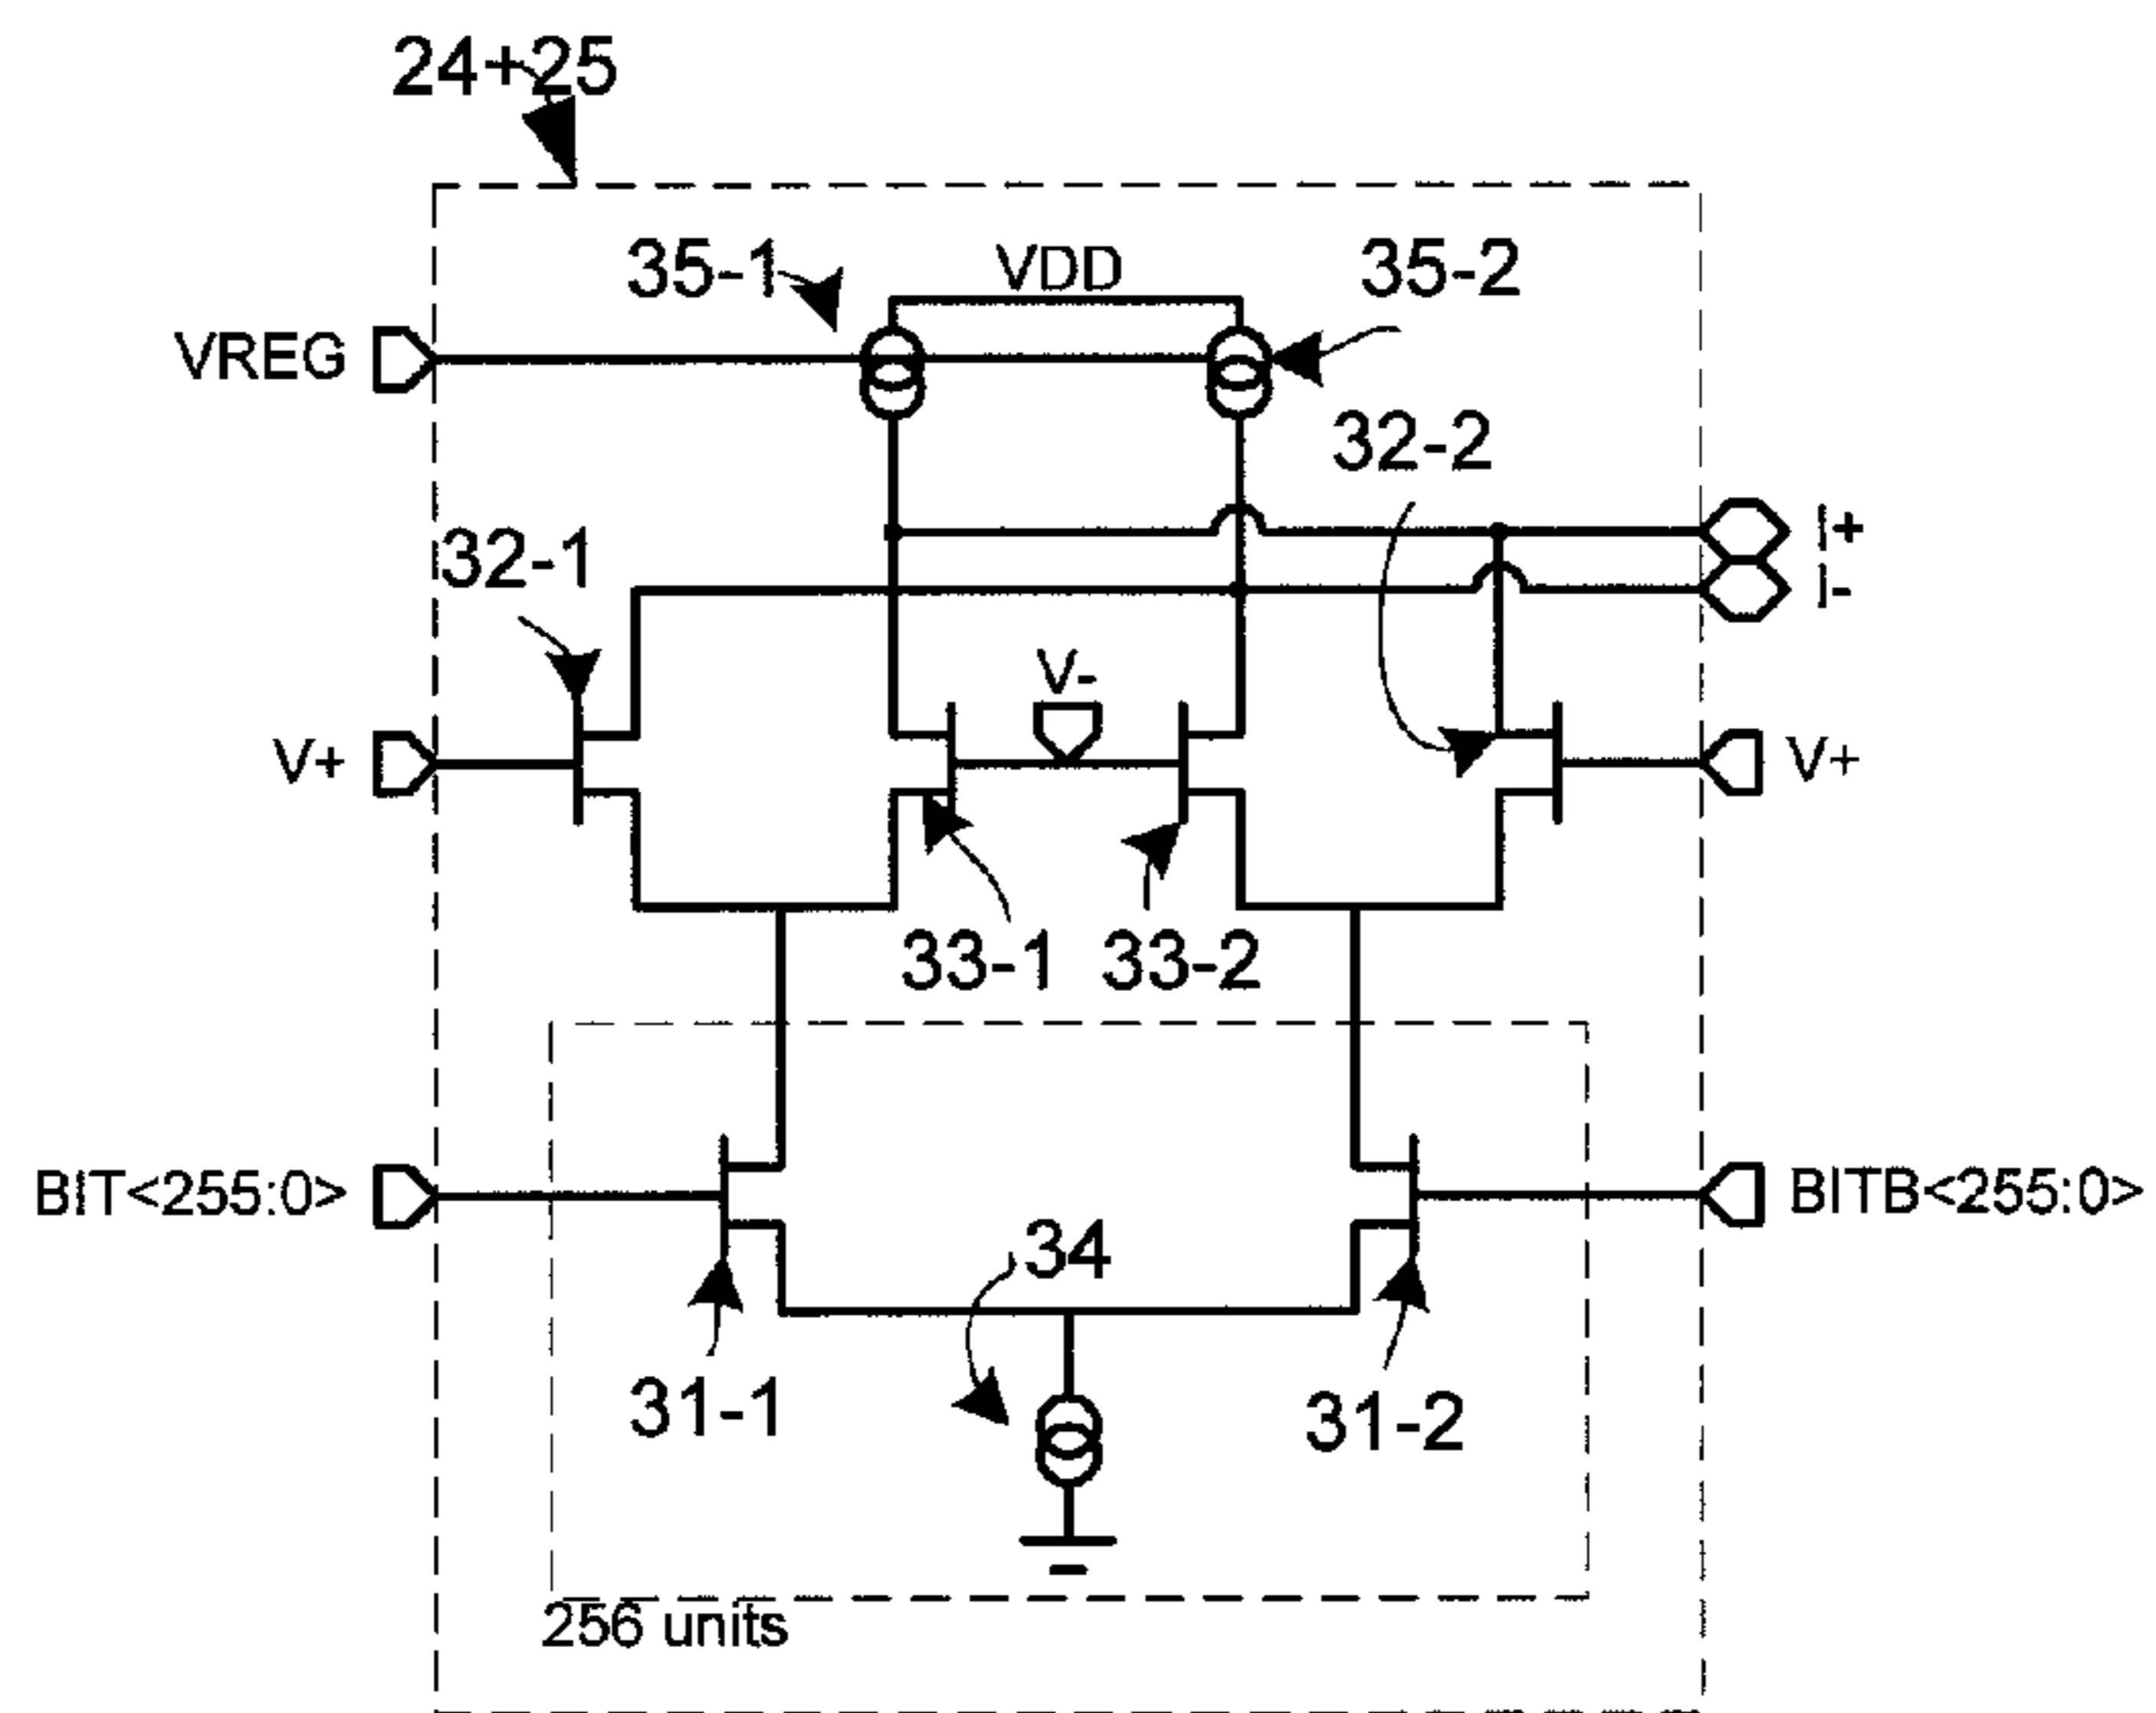 24+25
35-1
VDD
35-2
VREG
32-2
32-1
I+
I-
V-
V+
V+
33-1
33-2
BIT<255:0>
BITB<255:0>
34
31-1
31-2
256 units